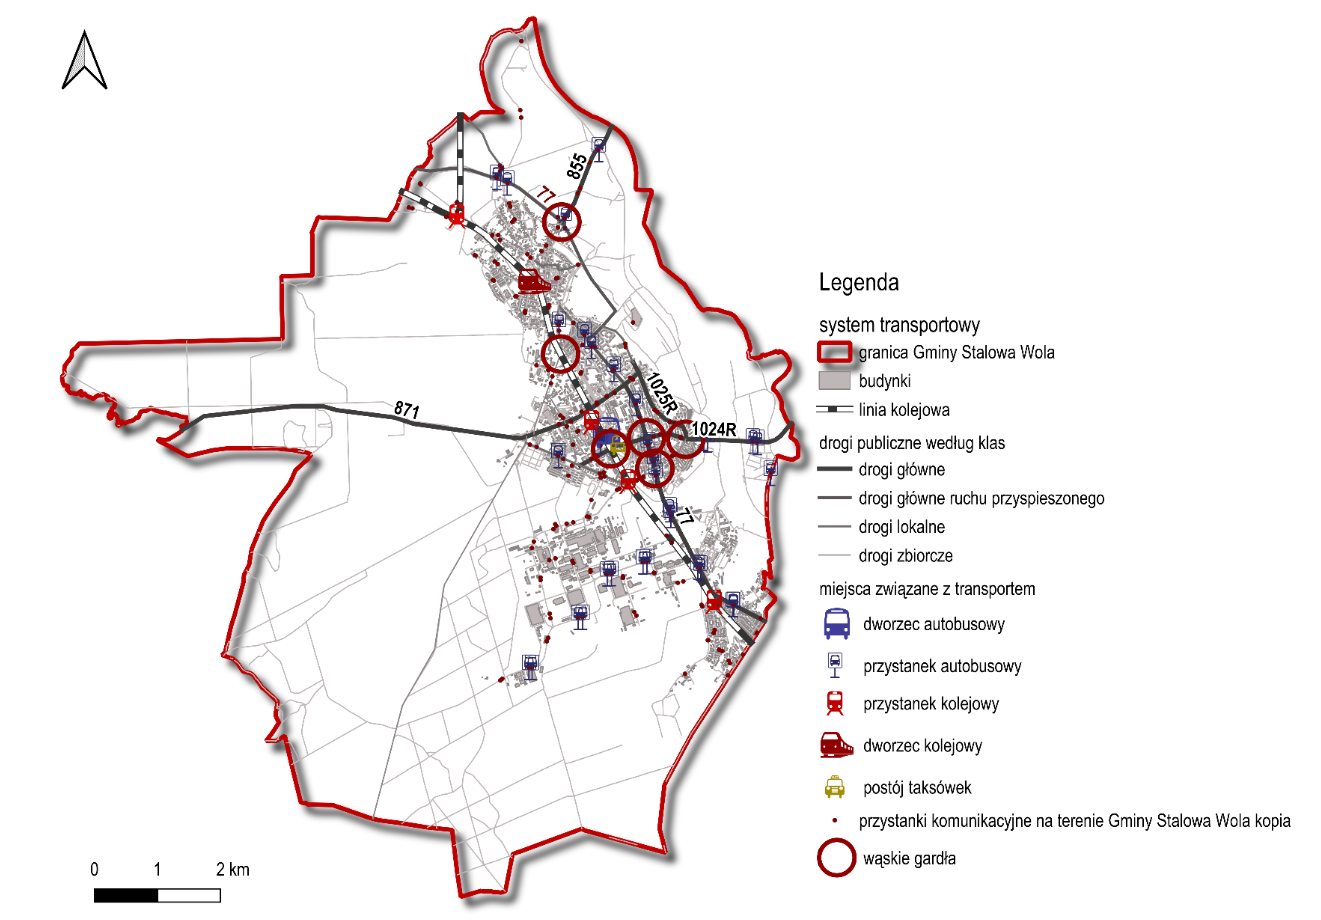 855
77
1025R
871
1024R
77
Legenda
system transportowy
granica Gminy Stalowa Wola
budynki
linia kolejowa
drogi publiczne według klas
drogi główne
drogi główne ruchu przyspieszonego
drogi lokalne
drogi zbiorcze
miejsca związane z transportem
dworzec autobusowy
przystanek autobusowy
przystanek kolejowy
dworzec kolejowy
postój taksówek
przystanki komunikacyjne na terenie Gminy Stalowa Wola kopia
wąskie gardła
0 1 2 km